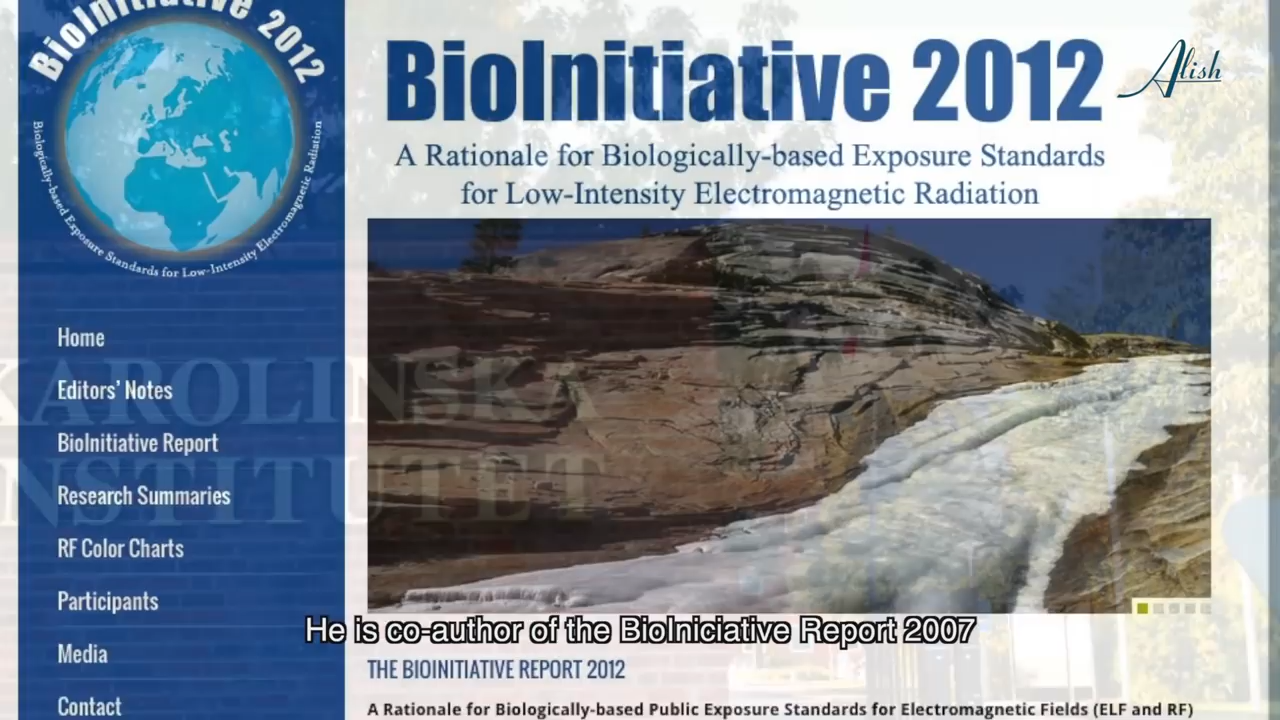 BioInitiative 2012
Biologically-based Exposure Standards for Low-Intensity Electromagnetic Radiation
BioInitiative 2012
Alish
A Rationale for Biologically-based Exposure Standards
for Low-Intensity Electromagnetic Radiation
Home
Editors' Notes
BioInitiative Report
Research Summaries
RF Color Charts
Participants
Media
Contact
KAROLINSKA
INSTITUTET
He is co-author of the BioIniciative Report 2007
THE BIOINITIATIVE REPORT 2012
A Rationale for Biologically-based Public Exposure Standards for Electromagnetic Fields (ELF and RF)